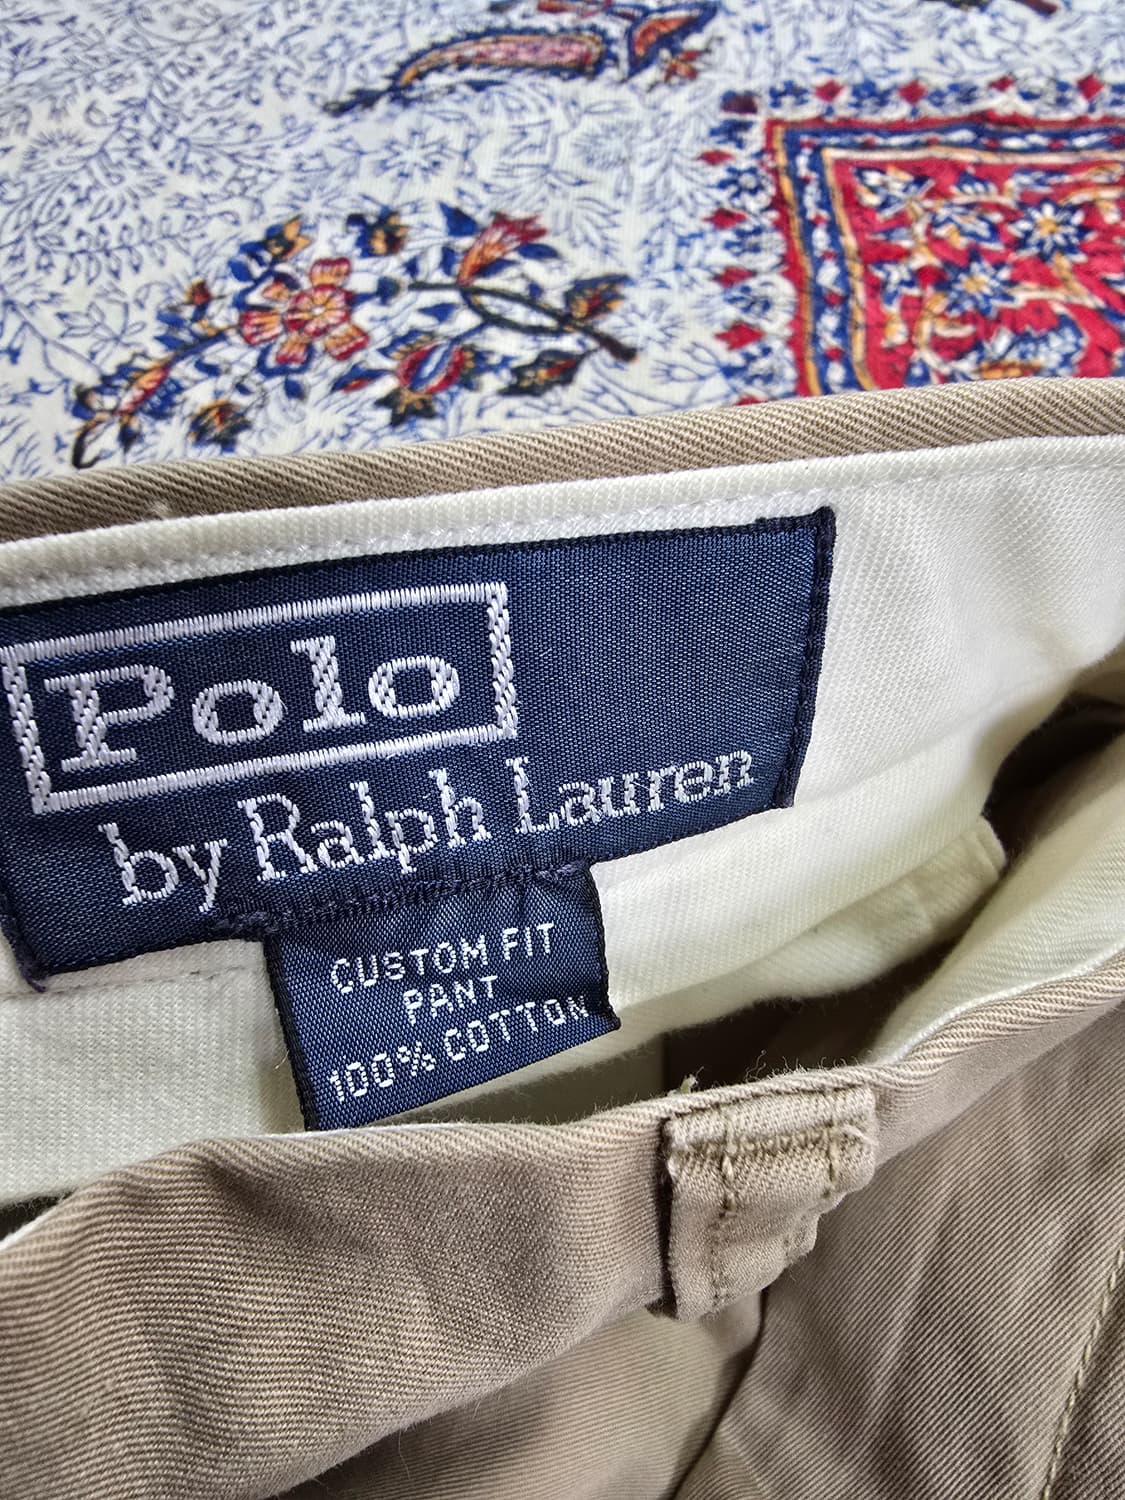 Polo
by Ralph Lauren
CUSTOM FIT
PANT
100% COTTON